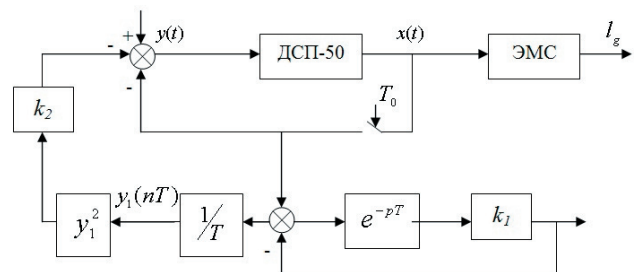 + y(t) ДСП-50 x(t) ЭМС l_g
-
-
T_0
k_2
y_1^2 y_1(nT) 1/T e^{-pT} k_1
-